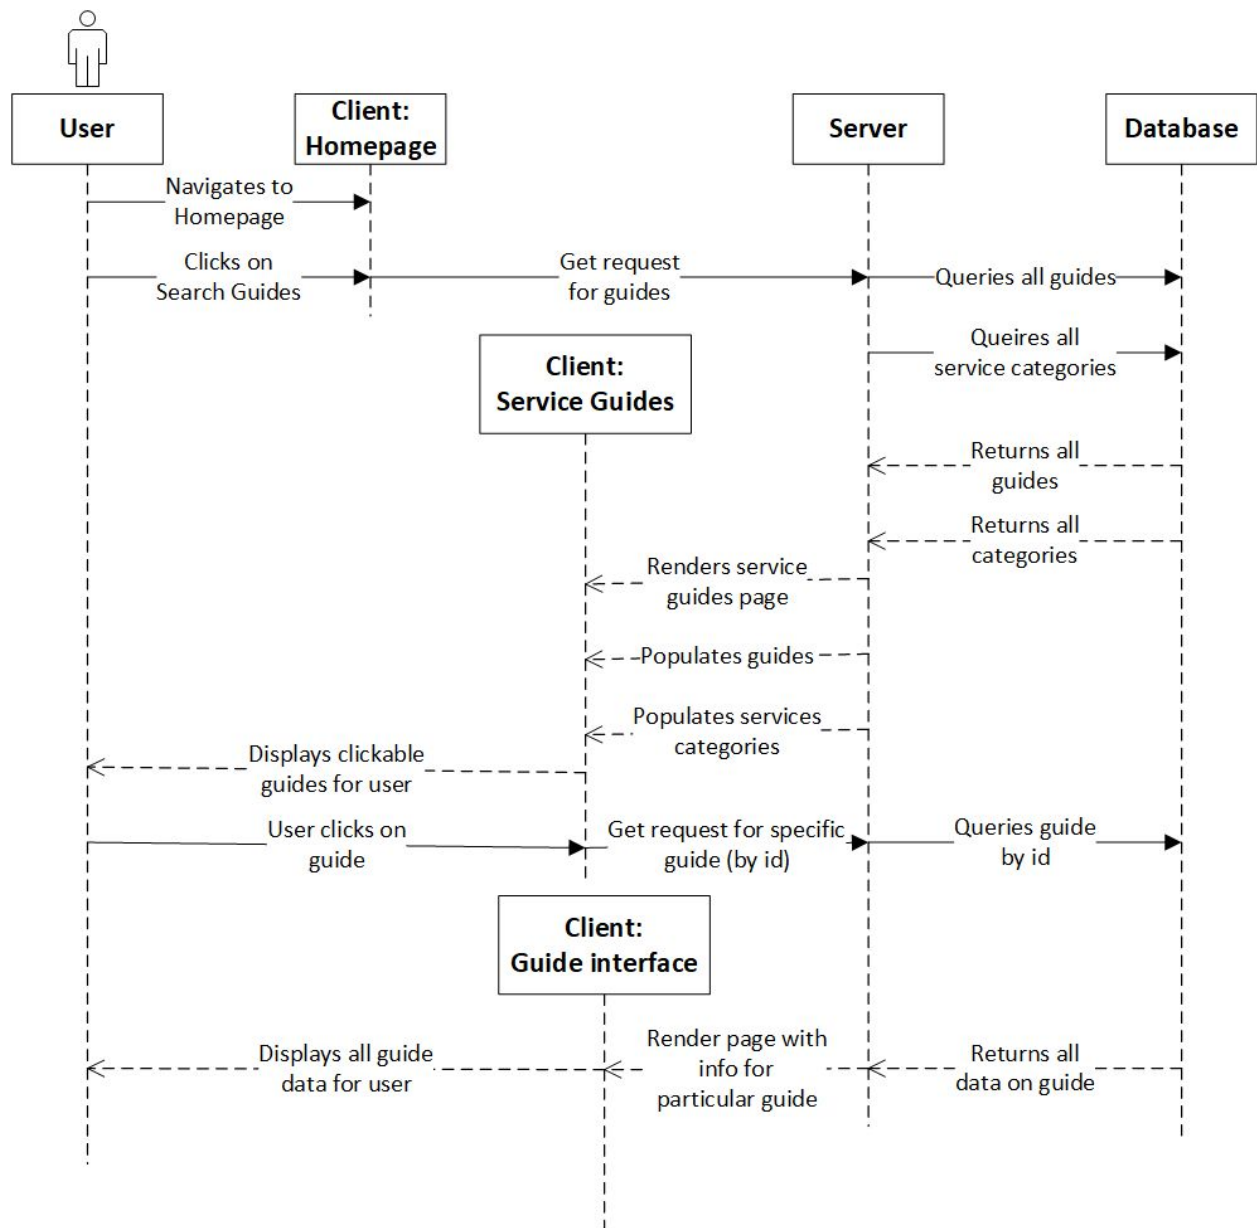 User
Client:
Homepage
Server
Database
Navigates to
Homepage
Clicks on
Search Guides
Get request
for guides
Queries all guides
Queires all
service categories
Client:
Service Guides
Returns all
guides
Returns all
categories
Renders service
guides page
Populates guides
Populates services
categories
Displays clickable
guides for user
User clicks on
guide
Get request for specific
guide (by id)
Queries guide
by id
Client:
Guide interface
Displays all guide
data for user
Render page with
info for
particular guide
Returns all
data on guide